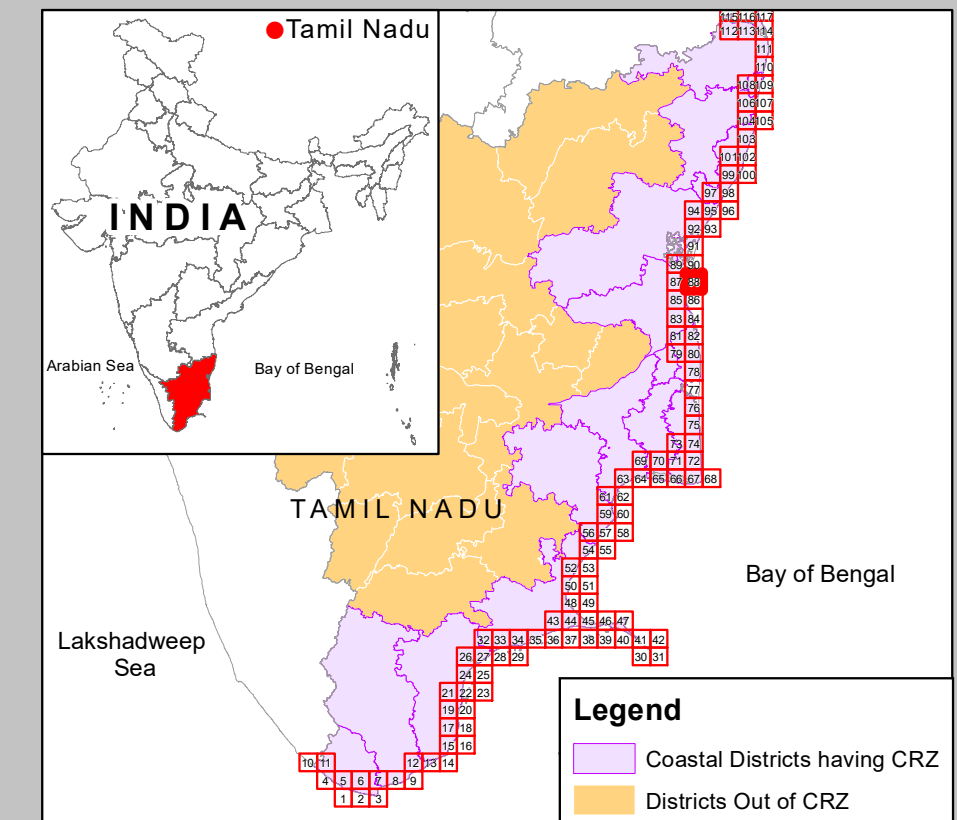 Tamil Nadu
INDIA
Arabian Sea
Bay of Bengal
115 116 117
112 113 114
111
110
108 109
106 107
104 105
103
101 102
99 100
97 98
94 95 96
92 93
91
89 90
87 88
85 86
83 84
81 82
79 80
78
77
76
75
73 74
69 70 71 72
63 64 65 66 67 68
61 62
TAMIL NADU
59 60
56 57 58
54 55
52 53
Bay of Bengal
50 51
48 49
43 44 45 46 47
32 33 34 35 36 37 38 39 40 41 42
Lakshadweep
Sea
26 27 28 29 30 31
24 25
21 22 23
19 20
17 18
15 16
10 11 12 13 14
4 5 6 7 8 9
1 2 3
Legend
Coastal Districts having CRZ
Districts Out of CRZ